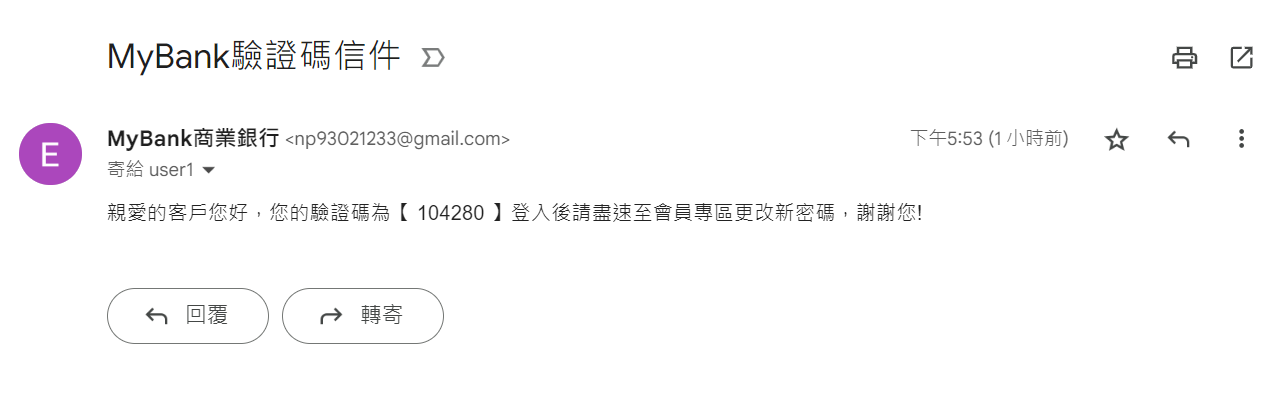 MyBank驗證碼信件
E
MyBank商業銀行 <np93021233@gmail.com>
下午5:53 (1 小時前)
寄給 user1
親愛的客戶您好，您的驗證碼為【 104280 】登入後請盡速至會員專區更改新密碼，謝謝您!
回覆
轉寄